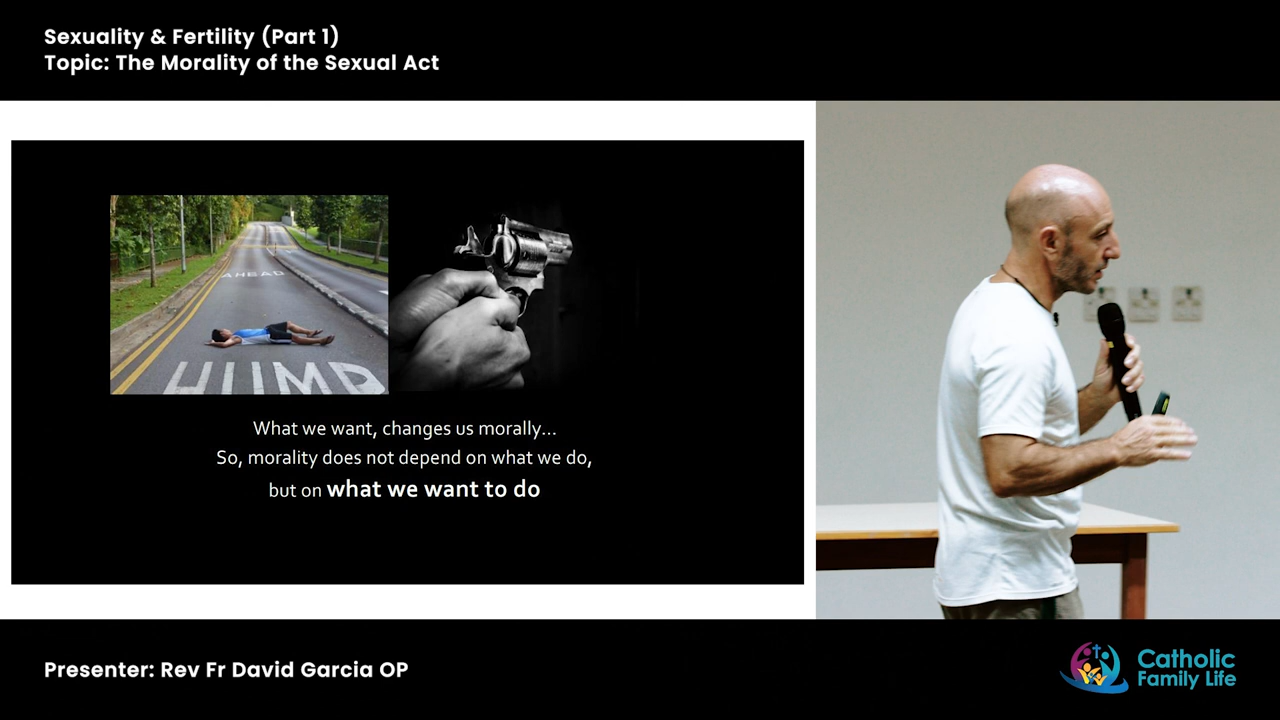 Sexuality & Fertility (Part 1)
Topic: The Morality of the Sexual Act
AHEAD
HUMP
What we want, changes us morally...
So, morality does not depend on what we do,
but on what we want to do
Presenter: Rev Fr David Garcia OP
Catholic
Family Life